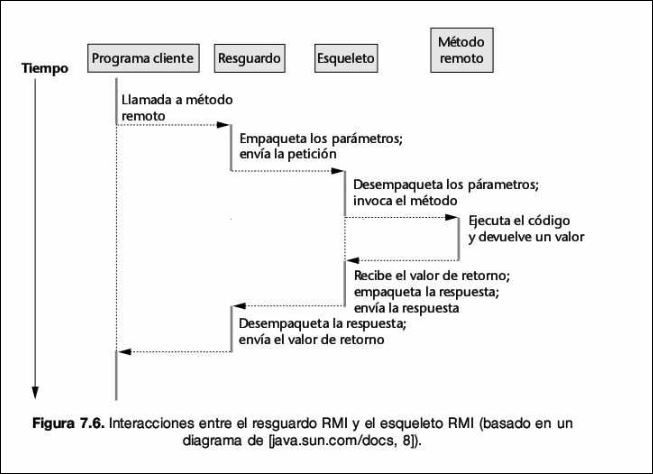 Tiempo
Programa cliente
Resguardo
Esqueleto
Método
remoto
Llamada a método
remoto
Empaqueta los parámetros;
envía la petición
Desempaqueta los párametros;
invoca el método
Ejecuta el código
y devuelve un valor
Recibe el valor de retorno;
empaqueta la respuesta;
envía la respuesta
Desempaqueta la respuesta;
envía el valor de retorno
Figura 7.6. Interacciones entre el resguardo RMI y el esqueleto RMI (basado en un
diagrama de [java.sun.com/docs, 8]).